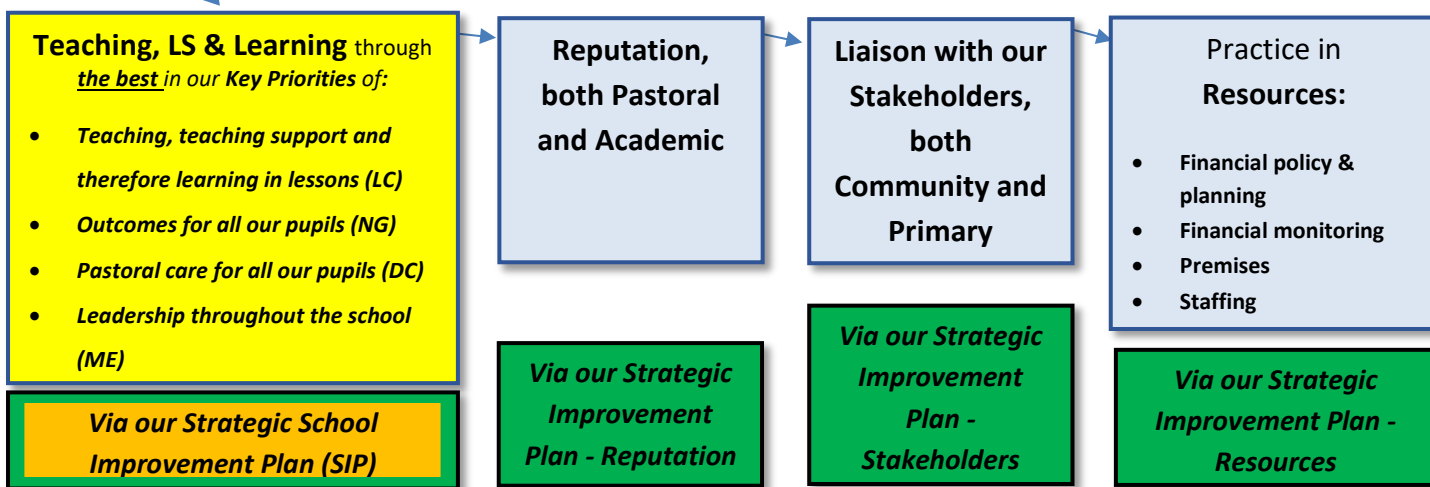 Teaching, LS & Learning through
the best in our Key Priorities of:
• Teaching, teaching support and
therefore learning in lessons (LC)
• Outcomes for all our pupils (NG)
• Pastoral care for all our pupils (DC)
• Leadership throughout the school
(ME)
Via our Strategic School
Improvement Plan (SIP)
Reputation,
both Pastoral
and Academic
Via our Strategic
Improvement
Plan - Reputation
Liaison with our
Stakeholders,
both
Community and
Primary
Via our Strategic
Improvement
Plan -
Stakeholders
Practice in
Resources:
• Financial policy &
planning
• Financial monitoring
• Premises
• Staffing
Via our Strategic
Improvement Plan -
Resources